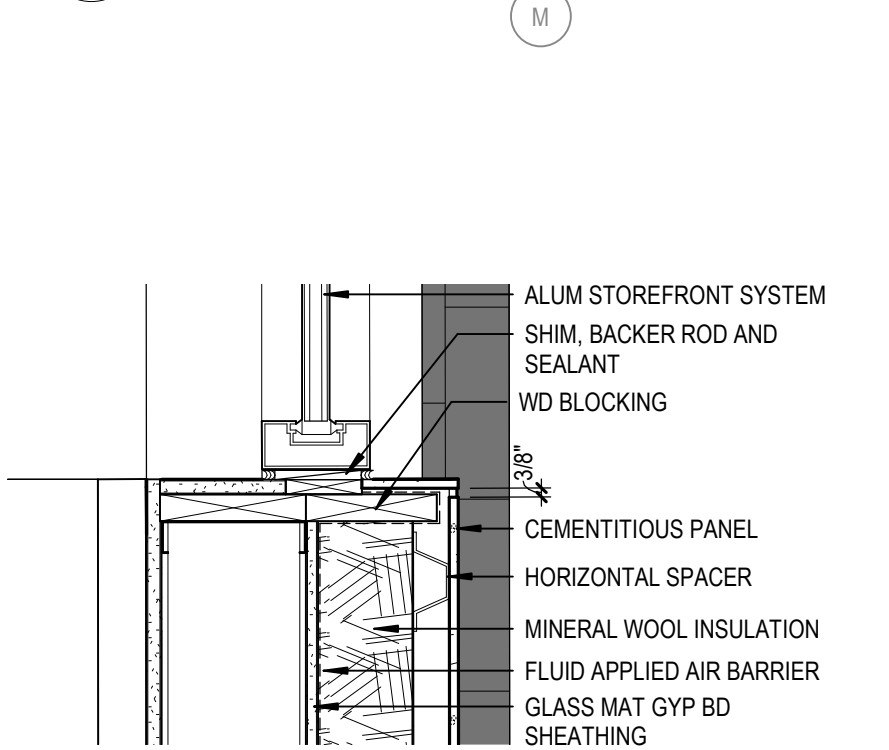 M
ALUM STOREFRONT SYSTEM
SHIM, BACKER ROD AND
SEALANT
WD BLOCKING
3/8"
CEMENTITIOUS PANEL
HORIZONTAL SPACER
MINERAL WOOL INSULATION
FLUID APPLIED AIR BARRIER
GLASS MAT GYP BD
SHEATHING